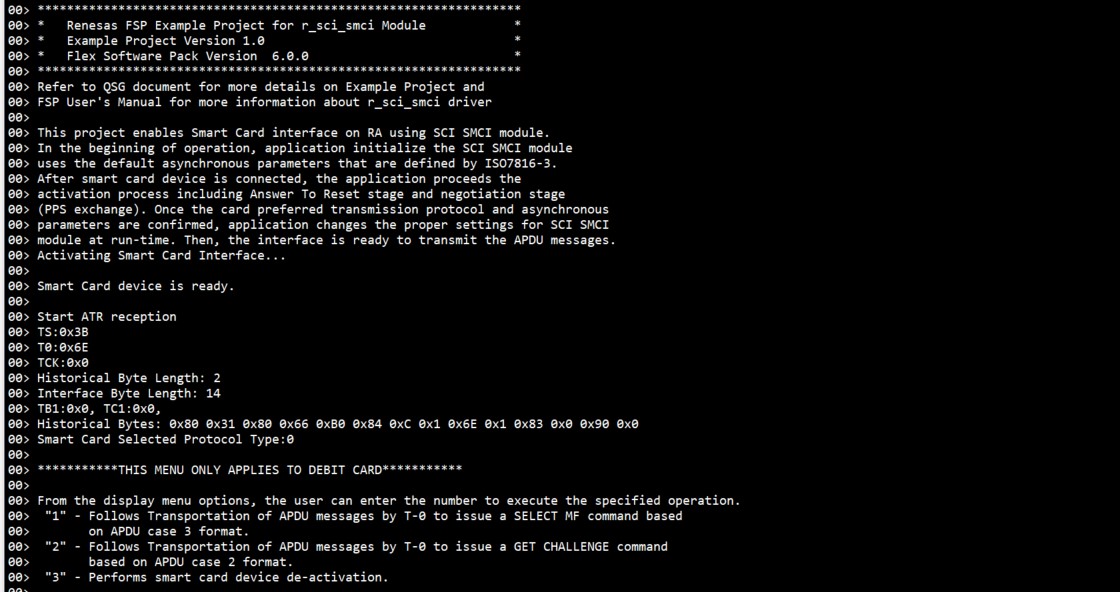 00> ******************************************************************
00> *   Renesas FSP Example Project for r_sci_smci Module            *
00> *   Example Project Version 1.0                                  *
00> *   Flex Software Pack Version  6.0.0                            *
00> ******************************************************************
00> Refer to QSG document for more details on Example Project and
00> FSP User's Manual for more information about r_sci_smci driver
00>
00> This project enables Smart Card interface on RA using SCI SMCI module.
00> In the beginning of operation, application initialize the SCI SMCI module
00> uses the default asynchronous parameters that are defined by ISO7816-3.
00> After smart card device is connected, the application proceeds the
00> activation process including Answer To Reset stage and negotiation stage
00> (PPS exchange). Once the card preferred transmission protocol and asynchronous
00> parameters are confirmed, application changes the proper settings for SCI SMCI
00> module at run-time. Then, the interface is ready to transmit the APDU messages.
00> Activating Smart Card Interface...
00>
00> Smart Card device is ready.
00>
00> Start ATR reception
00> TS:0x3B
00> T0:0x6E
00> TCK:0x0
00> Historical Byte Length: 2
00> Interface Byte Length: 14
00> TB1:0x0, TC1:0x0,
00> Historical Bytes: 0x80 0x31 0x80 0x66 0xB0 0x84 0xC 0x1 0x6E 0x1 0x83 0x0 0x90 0x0
00> Smart Card Selected Protocol Type:0
00>
00> ***********THIS MENU ONLY APPLIES TO DEBIT CARD***********
00>
00> From the display menu options, the user can enter the number to execute the specified operation.
00>  "1" - Follows Transportation of APDU messages by T-0 to issue a SELECT MF command based
00>        on APDU case 3 format.
00>  "2" - Follows Transportation of APDU messages by T-0 to issue a GET CHALLENGE command
00>        based on APDU case 2 format.
00>  "3" - Performs smart card device de-activation.
00>